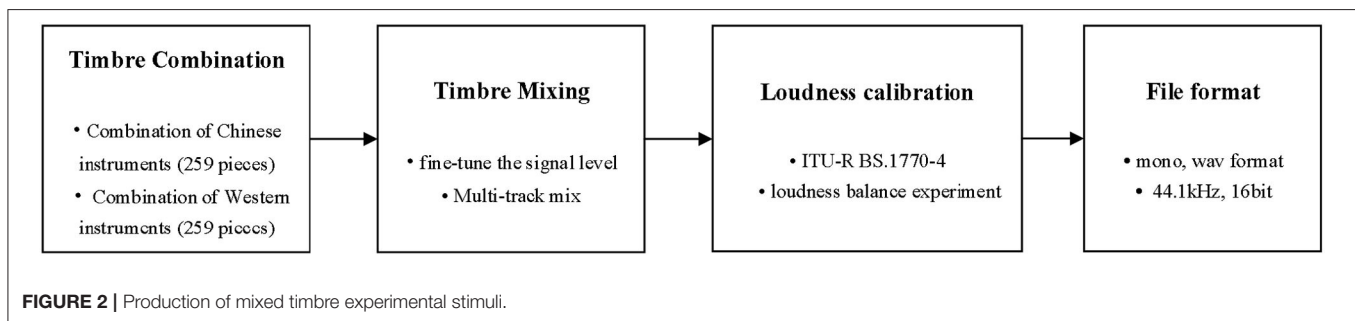 Timbre Combination
• Combination of Chinese
instruments (259 pieces)
• Combination of Western
instruments (259 pieces)
Timbre Mixing
• fine-tune the signal level
• Multi-track mix
Loudness calibration
• ITU-R BS.1770-4
• loudness balance experiment
File format
• mono, wav format
• 44.1kHz, 16bit
FIGURE 2 | Production of mixed timbre experimental stimuli.